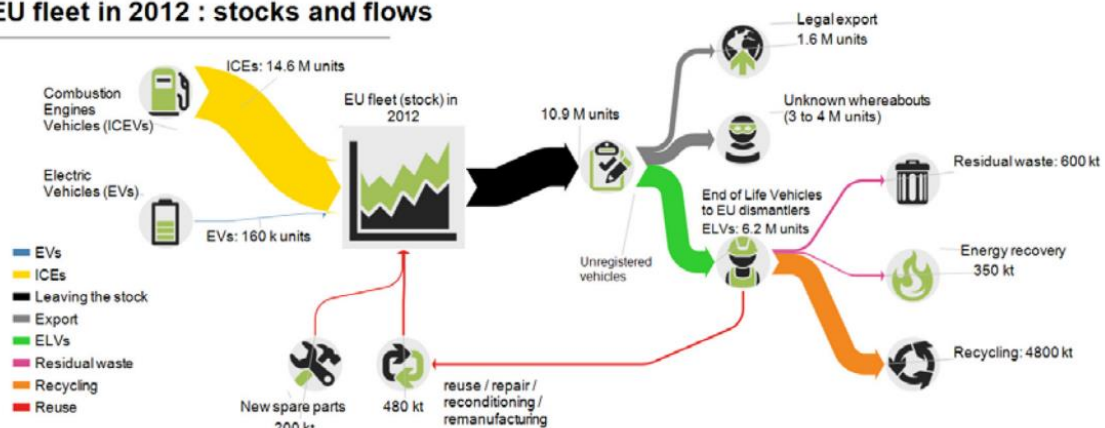 EU fleet in 2012 : stocks and flows
Legal export
1.6 M units
ICEs: 14.6 M units
Combustion
Engines
Vehicles (ICEVs)
EU fleet (stock) in
2012
10.9 M units
Unknown whereabouts
(3 to 4 M units)
Residual waste: 600 kt
Electric
Vehicles (EVs)
End of Life Vehicles
to EU dismantlers
ELVs: 6.2 M units
EVs: 160 k units
Unregistered
vehicles
Energy recovery
350 kt
EVs
ICEs
Leaving the stock
Export
ELVs
Residual waste
Recycling
Reuse
Recycling: 4800 kt
New spare parts
200 kt
480 kt
reuse / repair /
reconditioning /
remanufacturing